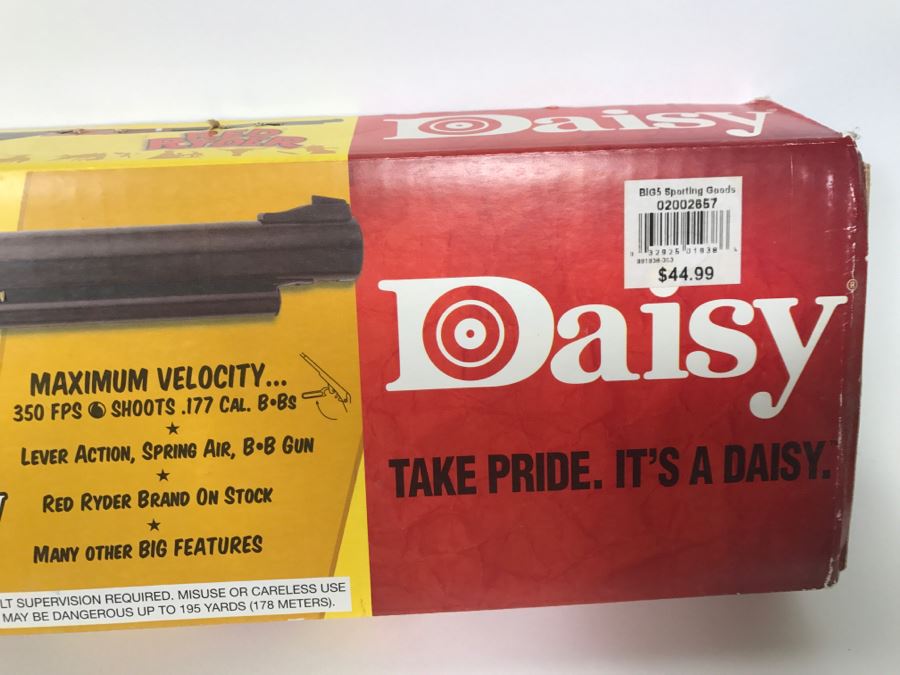 RED
RYDER
Daisy
BIG5 Sporting Goods
02002657
$44.99
Daisy®
MAXIMUM VELOCITY...
350 FPS SHOOTS .177 CAL. B•Bs
★
LEVER ACTION, SPRING AIR, B•B GUN
★
RED RYDER BRAND ON STOCK
★
MANY OTHER BIG FEATURES
TAKE PRIDE. IT'S A DAISY.
LT SUPERVISION REQUIRED. MISUSE OR CARELESS USE
MAY BE DANGEROUS UP TO 195 YARDS (178 METERS).